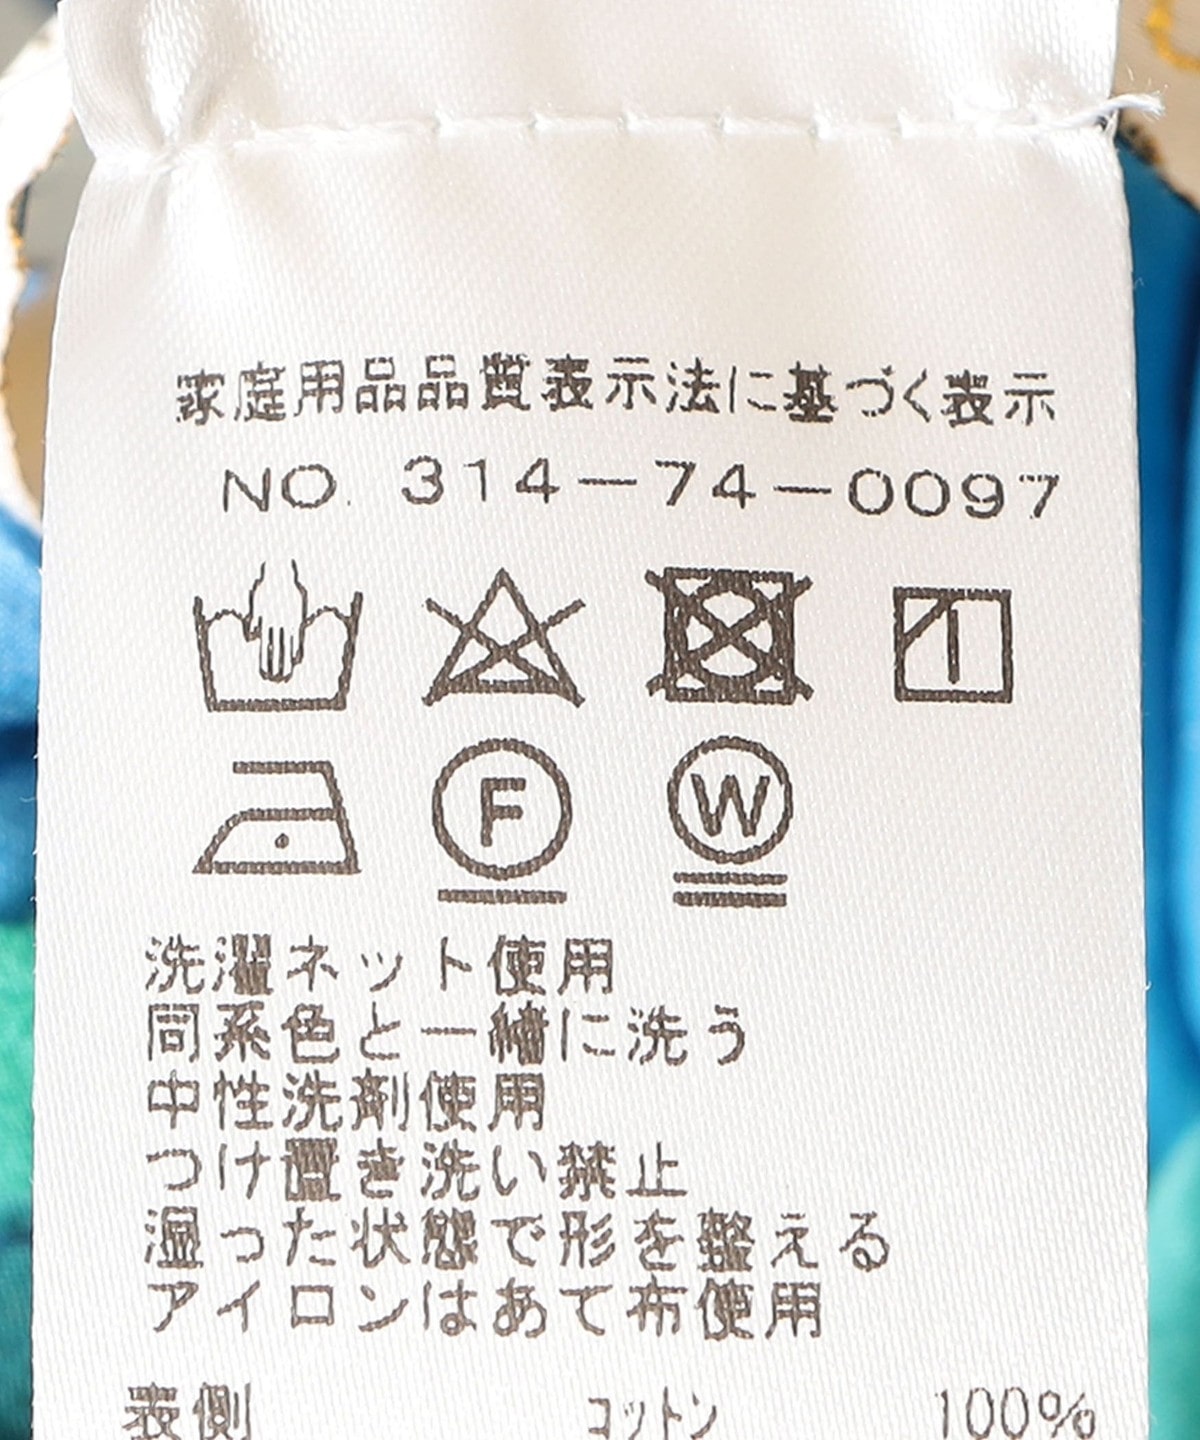 家庭用品品質表示法に基づく表示
NO. 314-74-0097
F W
洗濯ネット使用
同系色と一緒に洗う
中性洗剤使用
つけ置き洗い禁止
湿った状態で形を整える
アイロンはあて布使用
表側 コットン 100%